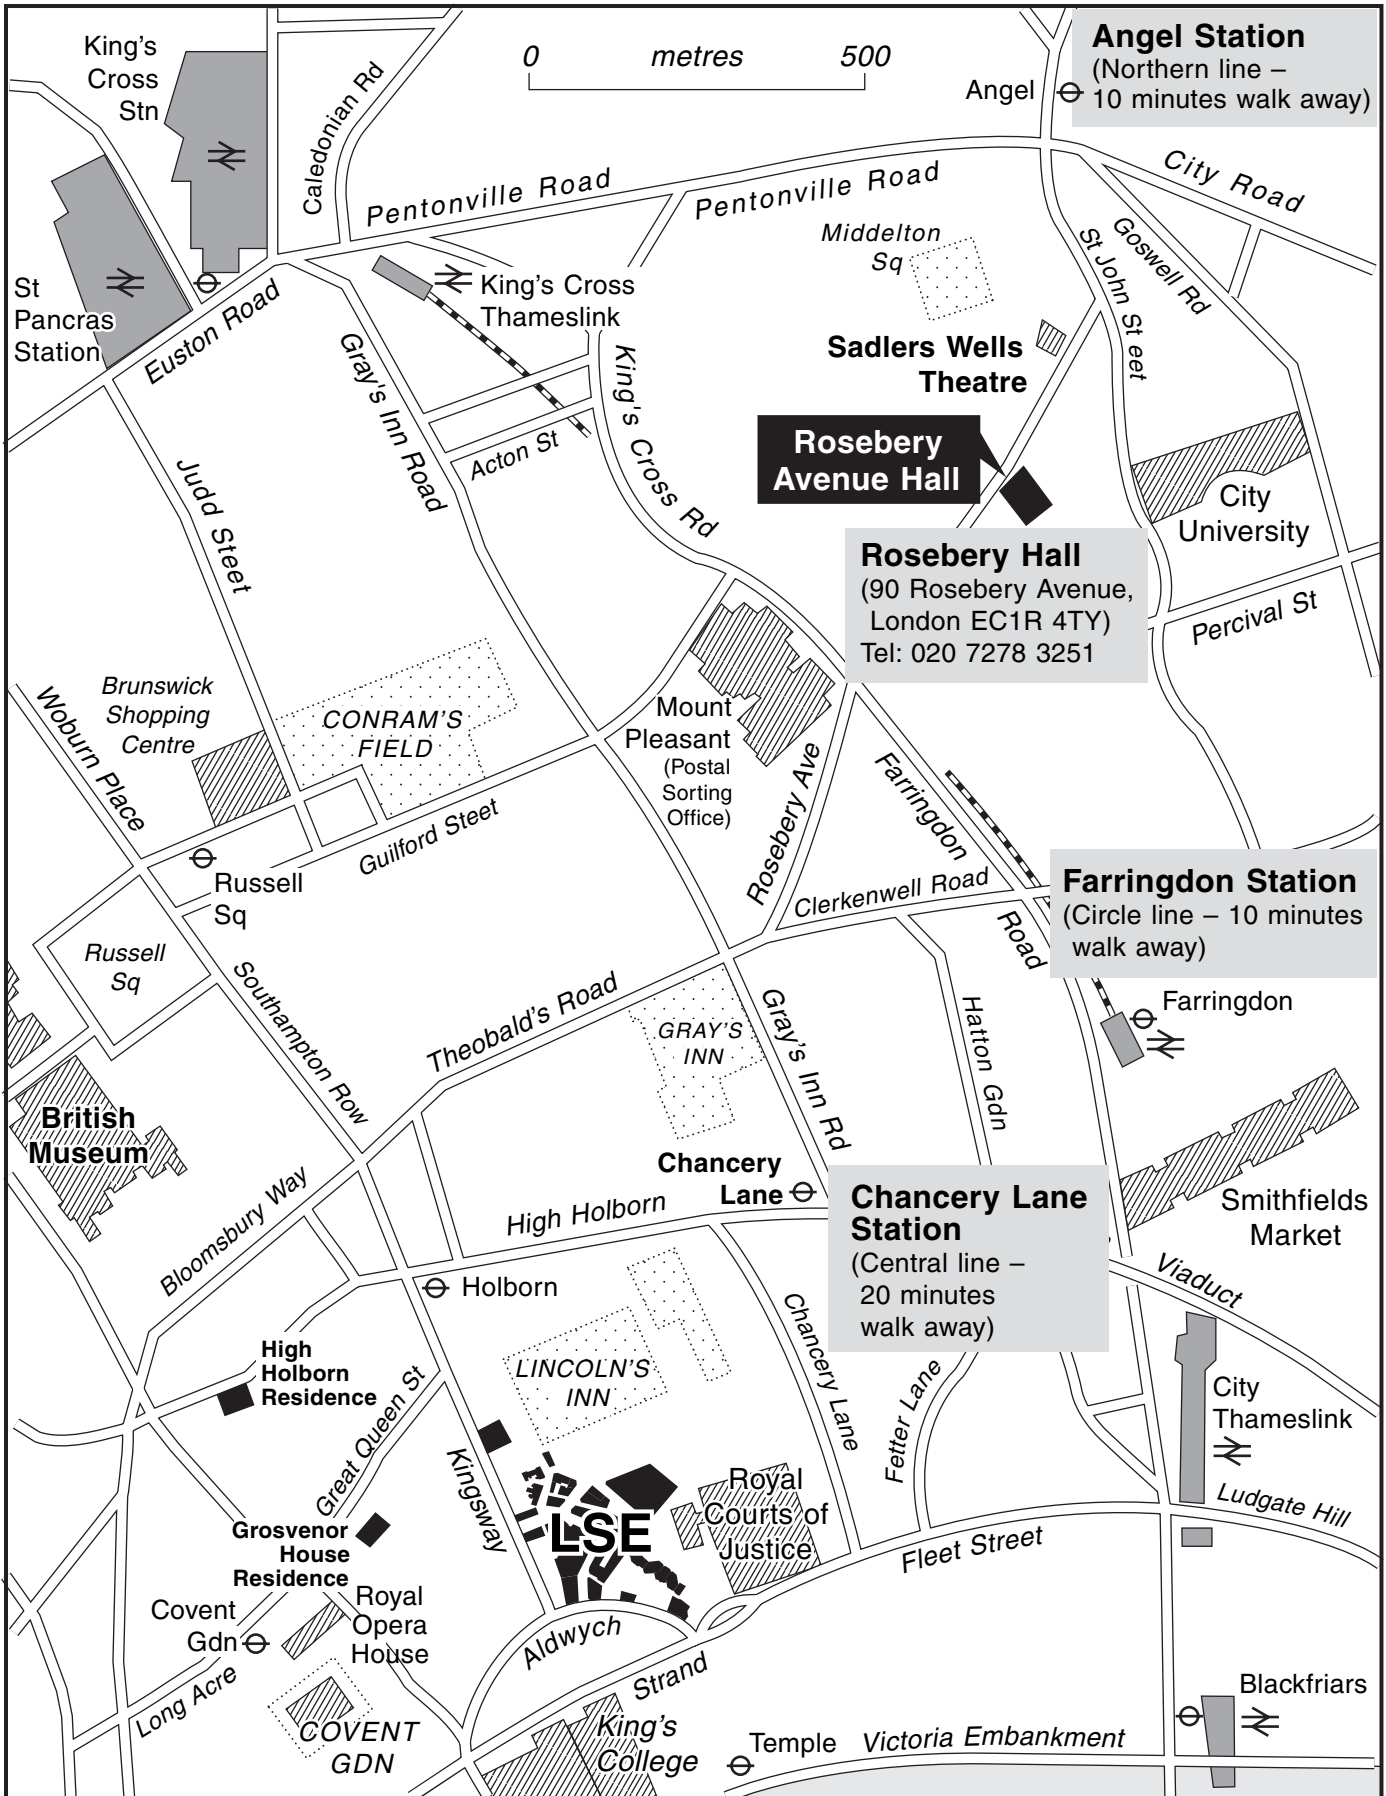 King's
Cross
Stn
Caledonian Rd
0 metres 500
Angel
Angel Station
(Northern line –
10 minutes walk away)
Pentonville Road
Pentonville Road
City Road
Middelton
Sq
St John St eet
Goswell Rd
St
Pancras
Station
Euston Road
King's Cross
Thameslink
Gray's Inn Road
King's Cross Rd
Sadlers Wells
Theatre
Rosebery
Avenue Hall
Acton St
Judd Steet
City
University
Rosebery Hall
(90 Rosebery Avenue,
London EC1R 4TY)
Tel: 020 7278 3251
Percival St
Woburn Place
Brunswick
Shopping
Centre
CONRAM'S
FIELD
Mount
Pleasant
(Postal
Sorting
Office)
Rosebery Ave
Farringdon
Road
Guilford Steet
Russell
Sq
Clerkenwell Road
Farringdon Station
(Circle line – 10 minutes
walk away)
Russell
Sq
Southampton Row
Theobald's Road
GRAY'S
INN
Gray's Inn Rd
Hatton Gdn
Farringdon
British
Museum
Bloomsbury Way
Chancery
Lane
High Holborn
Chancery Lane
Station
(Central line –
20 minutes
walk away)
Smithfields
Market
Viaduct
Holborn
High
Holborn
Residence
LINCOLN'S
INN
Chancery Lane
Fetter Lane
City
Thameslink
Great Queen St
Kingsway
LSE
Royal
Courts of
Justice
Ludgate Hill
Fleet Street
Grosvenor
House
Residence
Covent
Gdn
Royal
Opera
House
Aldwych
Strand
Long Acre
COVENT
GDN
King's
College
Temple
Victoria Embankment
Blackfriars